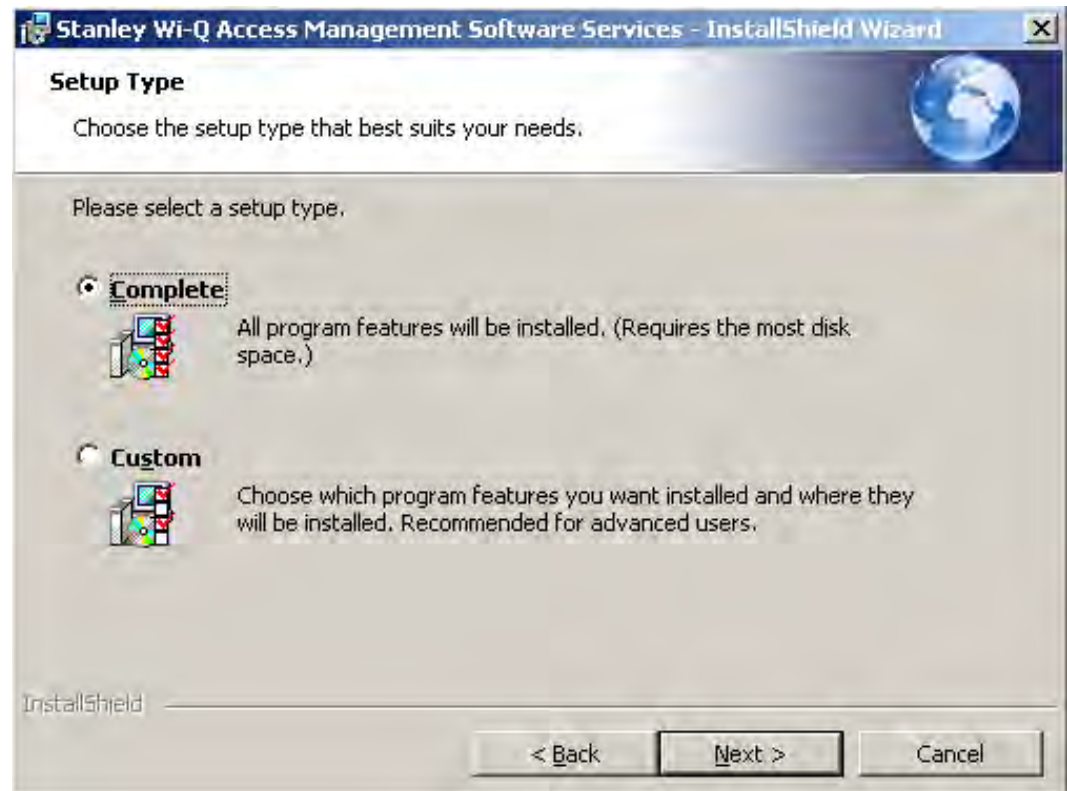 Stanley Wi-Q Access Management Software Services - InstallShield Wizard
Setup Type
Choose the setup type that best suits your needs.
Please select a setup type.
Complete
All program features will be installed. (Requires the most disk
space.)
Custom
Choose which program features you want installed and where they
will be installed. Recommended for advanced users.
InstallShield
< Back Next > Cancel